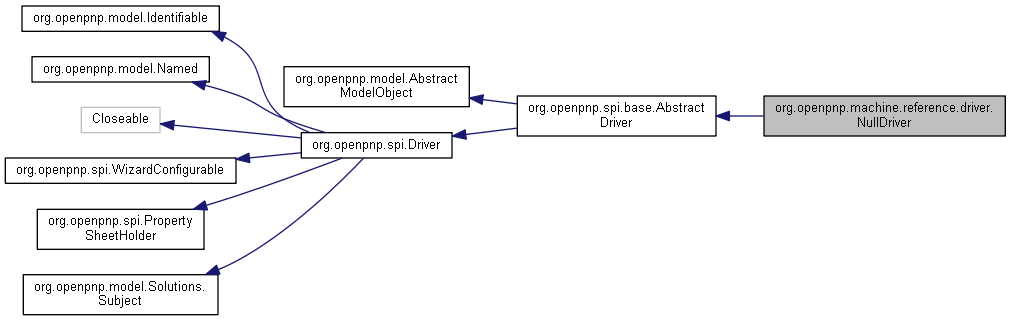 org.openpnp.model.Identifiable
org.openpnp.model.Named
Closeable
org.openpnp.spi.WizardConfigurable
org.openpnp.spi.Property
SheetHolder
org.openpnp.model.Solutions.
Subject
org.openpnp.model.Abstract
ModelObject
org.openpnp.spi.Driver
org.openpnp.spi.base.Abstract
Driver
org.openpnp.machine.reference.driver.
NullDriver